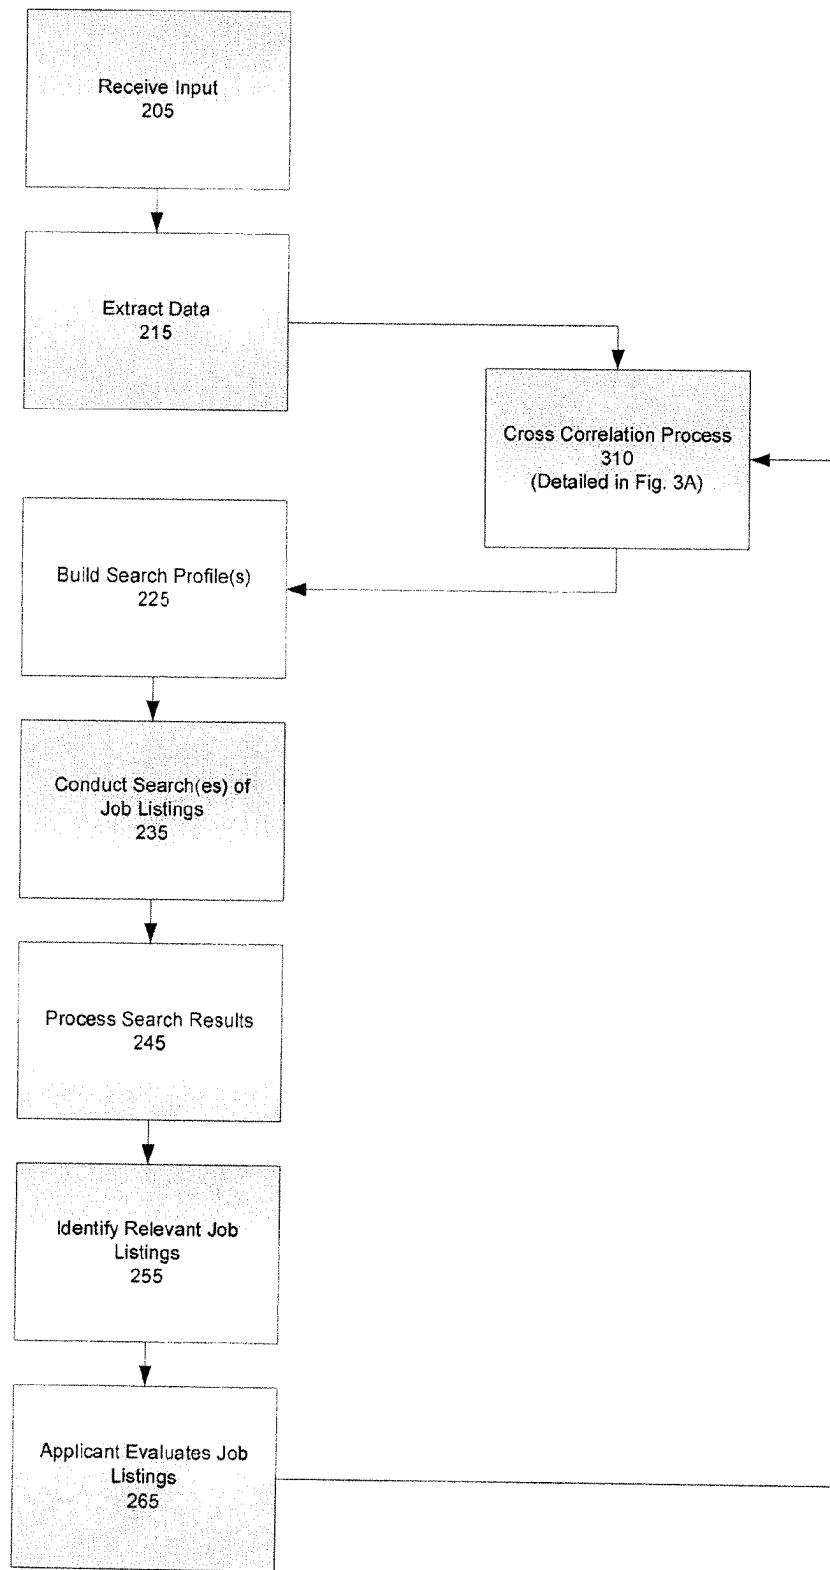 Receive Input
205
Extract Data
215
Cross Correlation Process
310
(Detailed in Fig. 3A)
Build Search Profile(s)
225
Conduct Search(es) of
Job Listings
235
Process Search Results
245
Identify Relevant Job
Listings
255
Applicant Evaluates Job
Listings
265